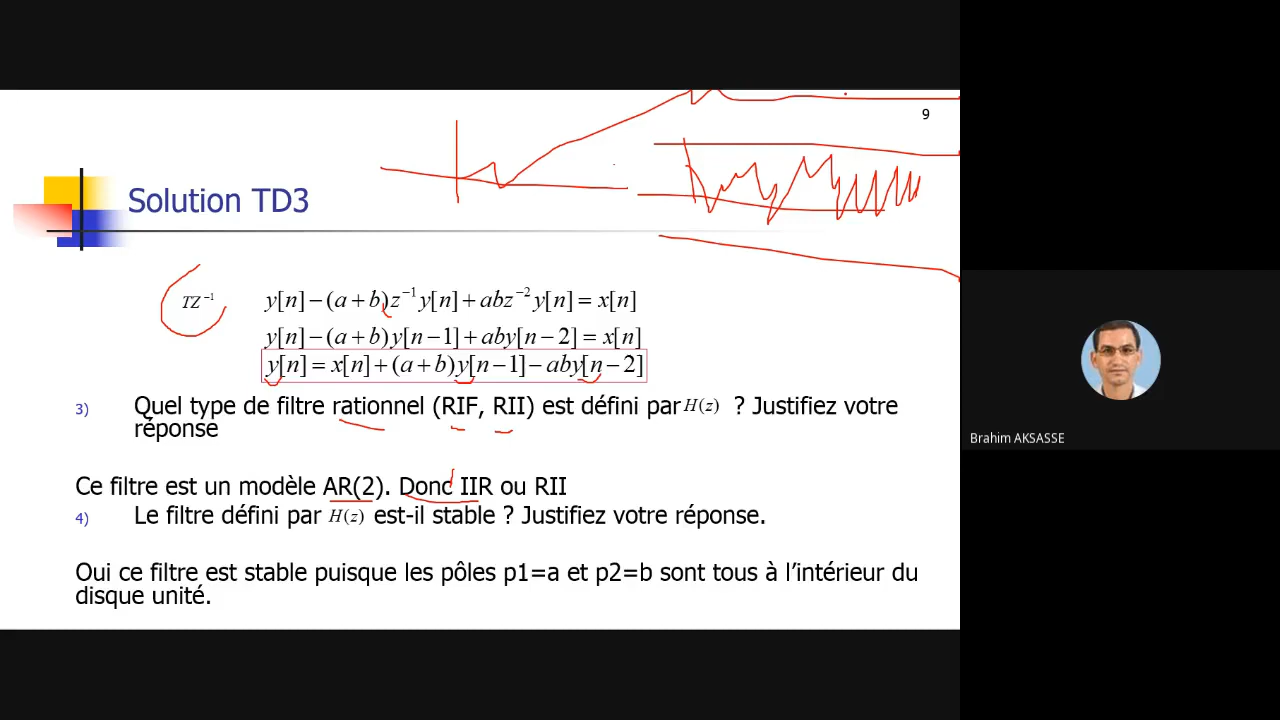 9
Solution TD3
TZ⁻¹ y[n]−(a+b)z⁻¹y[n]+abz⁻²y[n]=x[n]
y[n]−(a+b)y[n−1]+aby[n−2]=x[n]
y[n]=x[n]+(a+b)y[n−1]−aby[n−2]
3) Quel type de filtre rationnel (RIF, RII) est défini par H(z) ? Justifiez votre
réponse
Ce filtre est un modèle AR(2). Donc IIR ou RII
4) Le filtre défini par H(z) est-il stable ? Justifiez votre réponse.
Oui ce filtre est stable puisque les pôles p1=a et p2=b sont tous à l’intérieur du
disque unité.
Brahim AKSASSE